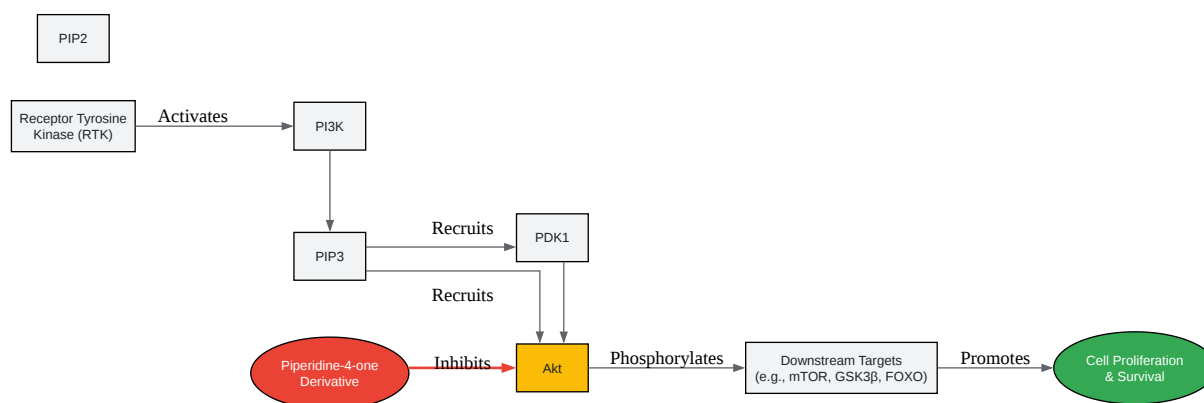 PIP2
Receptor Tyrosine
Kinase (RTK)
Activates
PI3K
PIP3
Recruits
PDK1
Recruits
Piperidine-4-one
Derivative
Inhibits
Akt
Phosphorylates
Downstream Targets
(e.g., mTOR, GSK3β, FOXO)
Promotes
Cell Proliferation
& Survival